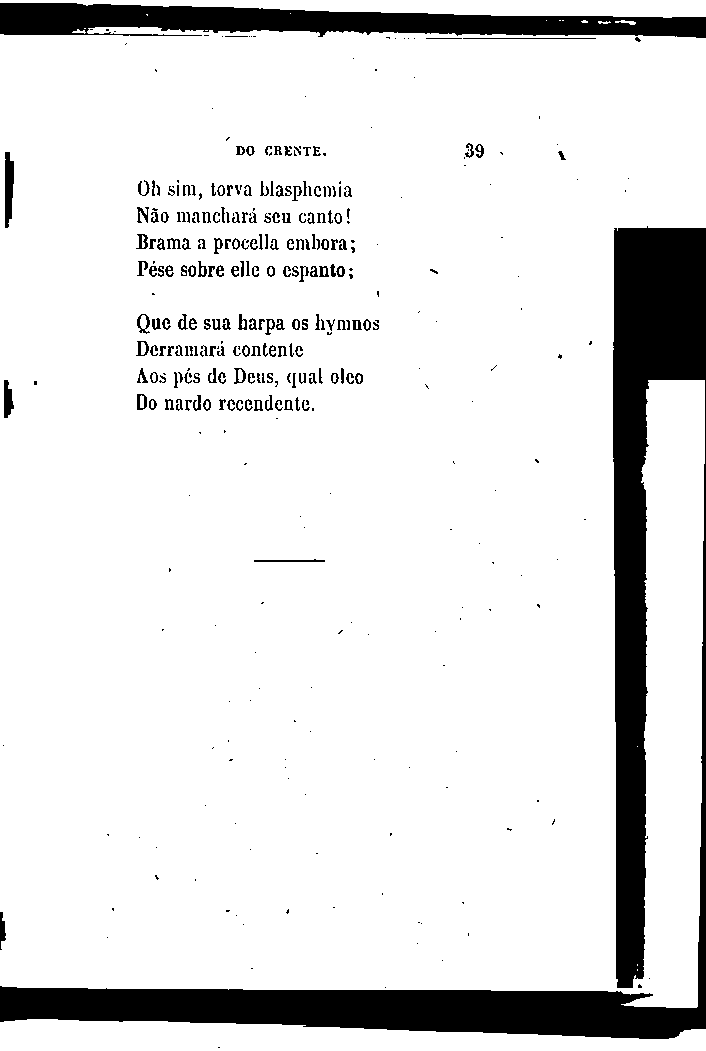 DO CRENTE. 39
Oh sim, torva blasphemia
Não manchará seu canto!
Brama a procella embora;
Pése sobre elle o espanto;
Que de sua harpa os hymnos
Derramará contente
Aos pés de Deus, qual oleo
Do nardo recendente.